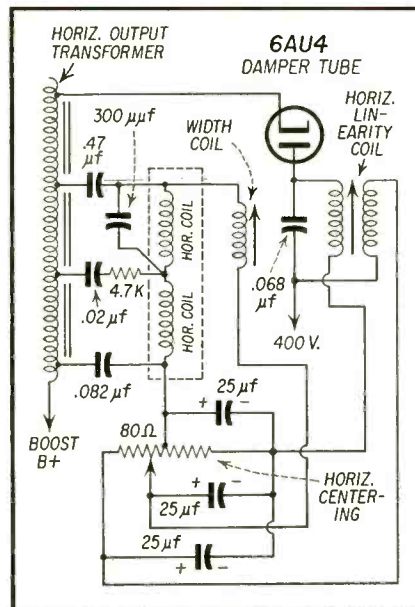 HORIZ. OUTPUT
TRANSFORMER
6AU4
DAMPER TUBE
300 μμf
WIDTH
COIL
HORIZ.
LIN-
EARITY
COIL
.47
μf
HOR. COIL
4.7K
HOR. COIL
.02 μf
.068
μf
400 V.
.082 μf
25 μf
+ -
BOOST
B+
80Ω
HORIZ.
CENTER-
ING
+ -
25 μf
25 μf
+ -